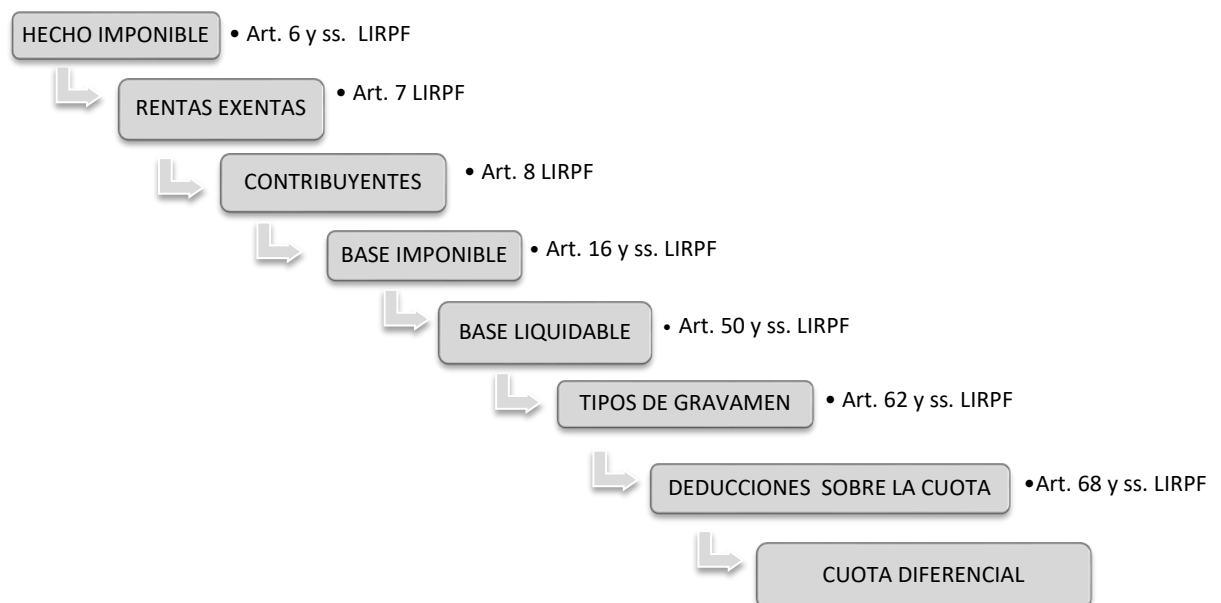 HECHO IMPONIBLE • Art. 6 y ss. LIRPF
RENTAS EXENTAS • Art. 7 LIRPF
CONTRIBUYENTES • Art. 8 LIRPF
BASE IMPONIBLE • Art. 16 y ss. LIRPF
BASE LIQUIDABLE • Art. 50 y ss. LIRPF
TIPOS DE GRAVAMEN • Art. 62 y ss. LIRPF
DEDUCCIONES SOBRE LA CUOTA •Art. 68 y ss. LIRPF
CUOTA DIFERENCIAL